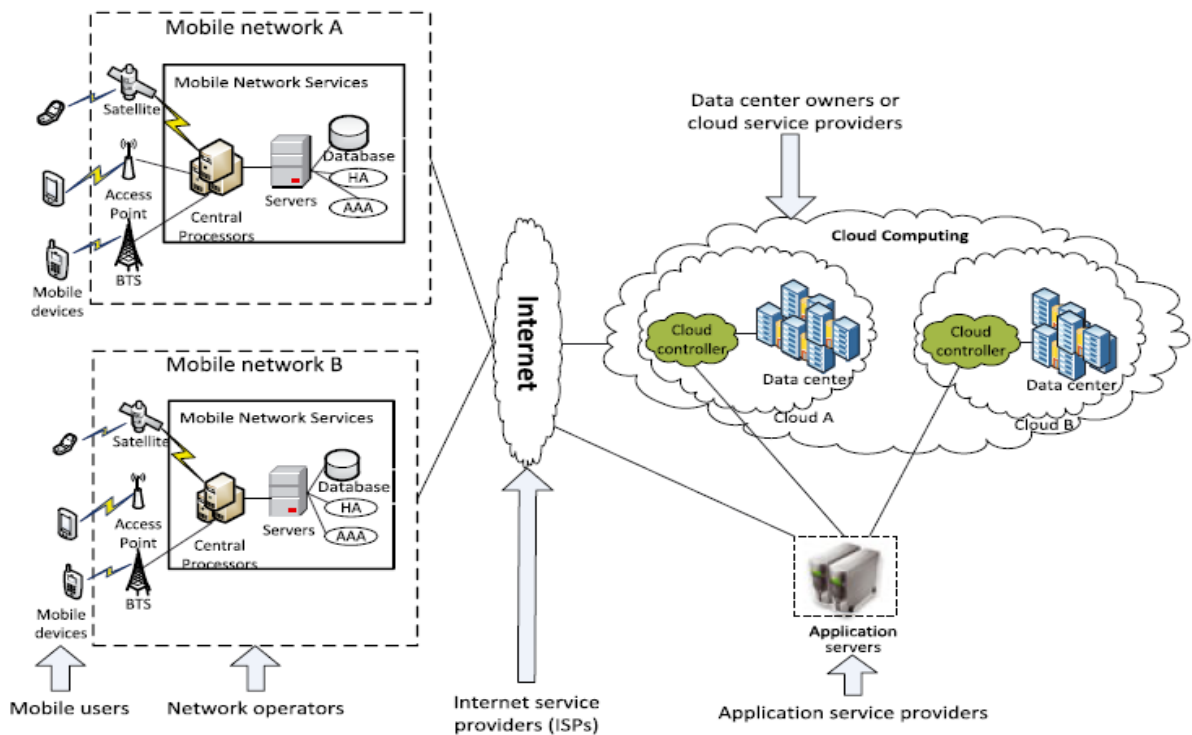 Mobile network A
Mobile Network Services
Satellite
Database
HA
AAA
Access
Point
Servers
Central
Processors
BTS
Mobile
devices
Mobile network B
Mobile Network Services
Satellite
Database
HA
AAA
Access
Point
Servers
Central
Processors
BTS
Mobile
devices
Mobile users
Network operators
Internet
Internet service
providers (ISPs)
Data center owners or
cloud service providers
Cloud Computing
Cloud
controller
Data center
Cloud A
Cloud
controller
Data center
Cloud B
Application
servers
Application service providers